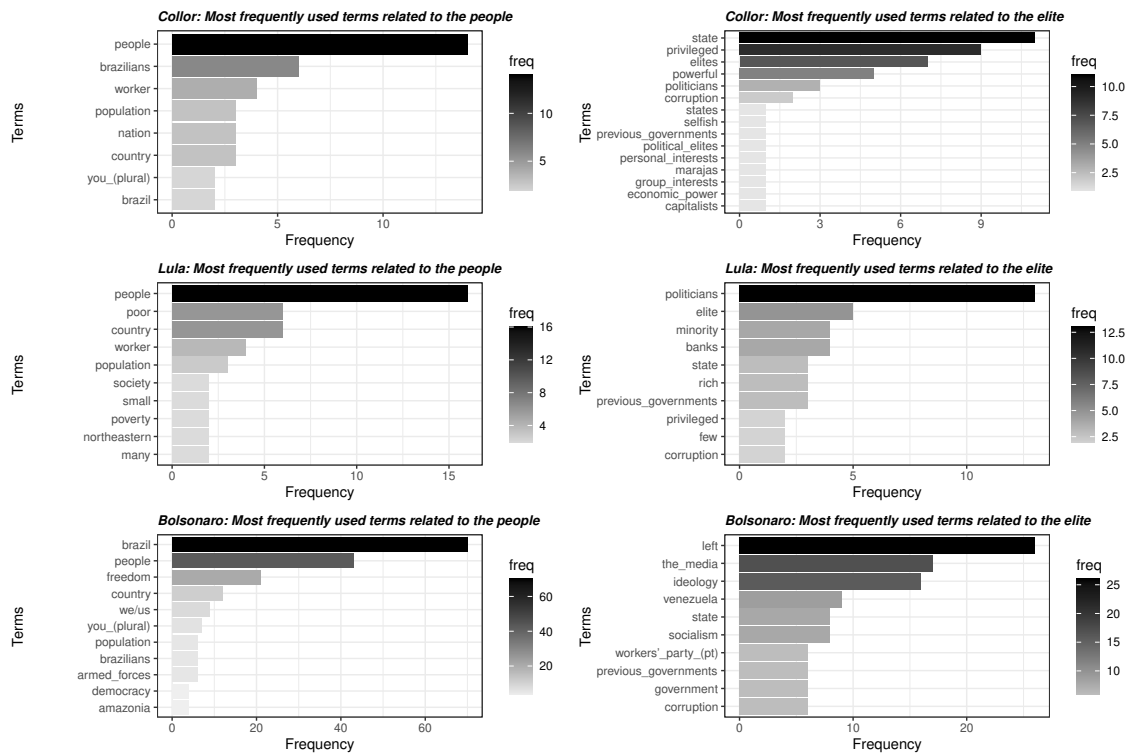 Collor: Most frequently used terms related to the people
Terms
people
brazilians
worker
population
nation
country
you_(plural)
brazil
0
5
10
Frequency
freq
10
5
Collor: Most frequently used terms related to the elite
Terms
state
privileged
elites
powerful
politicians
corruption
states
selfish
previous_governments
political_elites
personal_interests
marajas
group_interests
economic_power
capitalists
0
3
6
9
Frequency
freq
10.0
7.5
5.0
2.5
Lula: Most frequently used terms related to the people
Terms
people
poor
country
worker
population
society
small
poverty
northeastern
many
0
5
10
15
Frequency
freq
16
12
8
4
Lula: Most frequently used terms related to the elite
Terms
politicians
elite
minority
banks
state
rich
previous_governments
privileged
few
corruption
0
5
10
Frequency
freq
12.5
10.0
7.5
5.0
2.5
Bolsonaro: Most frequently used terms related to the people
Terms
brazil
people
freedom
country
we/us
you_(plural)
population
brazilians
armed_forces
democracy
amazonia
0
20
40
60
Frequency
freq
60
40
20
Bolsonaro: Most frequently used terms related to the elite
Terms
left
the_media
ideology
venezuela
state
socialism
workers'_party_(pt)
previous_governments
government
corruption
0
10
20
Frequency
freq
25
20
15
10